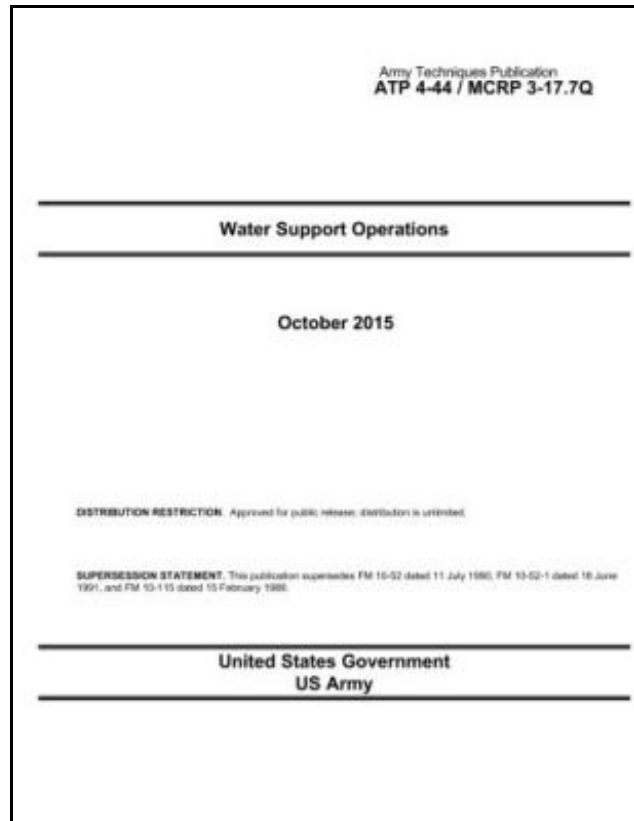 Army Techniques Publication
ATP 4-44 / MCRP 3-17.7Q
Water Support Operations
October 2015
DISTRIBUTION RESTRICTION. Approved for public release; distribution is unlimited.
SUPERSESSION STATEMENT. This publication supersedes FM 10-52 dated 11 July 1990, FM 10-52-1 dated 18 June
1991, and FM 10-115 dated 15 February 1989.
United States Government
US Army